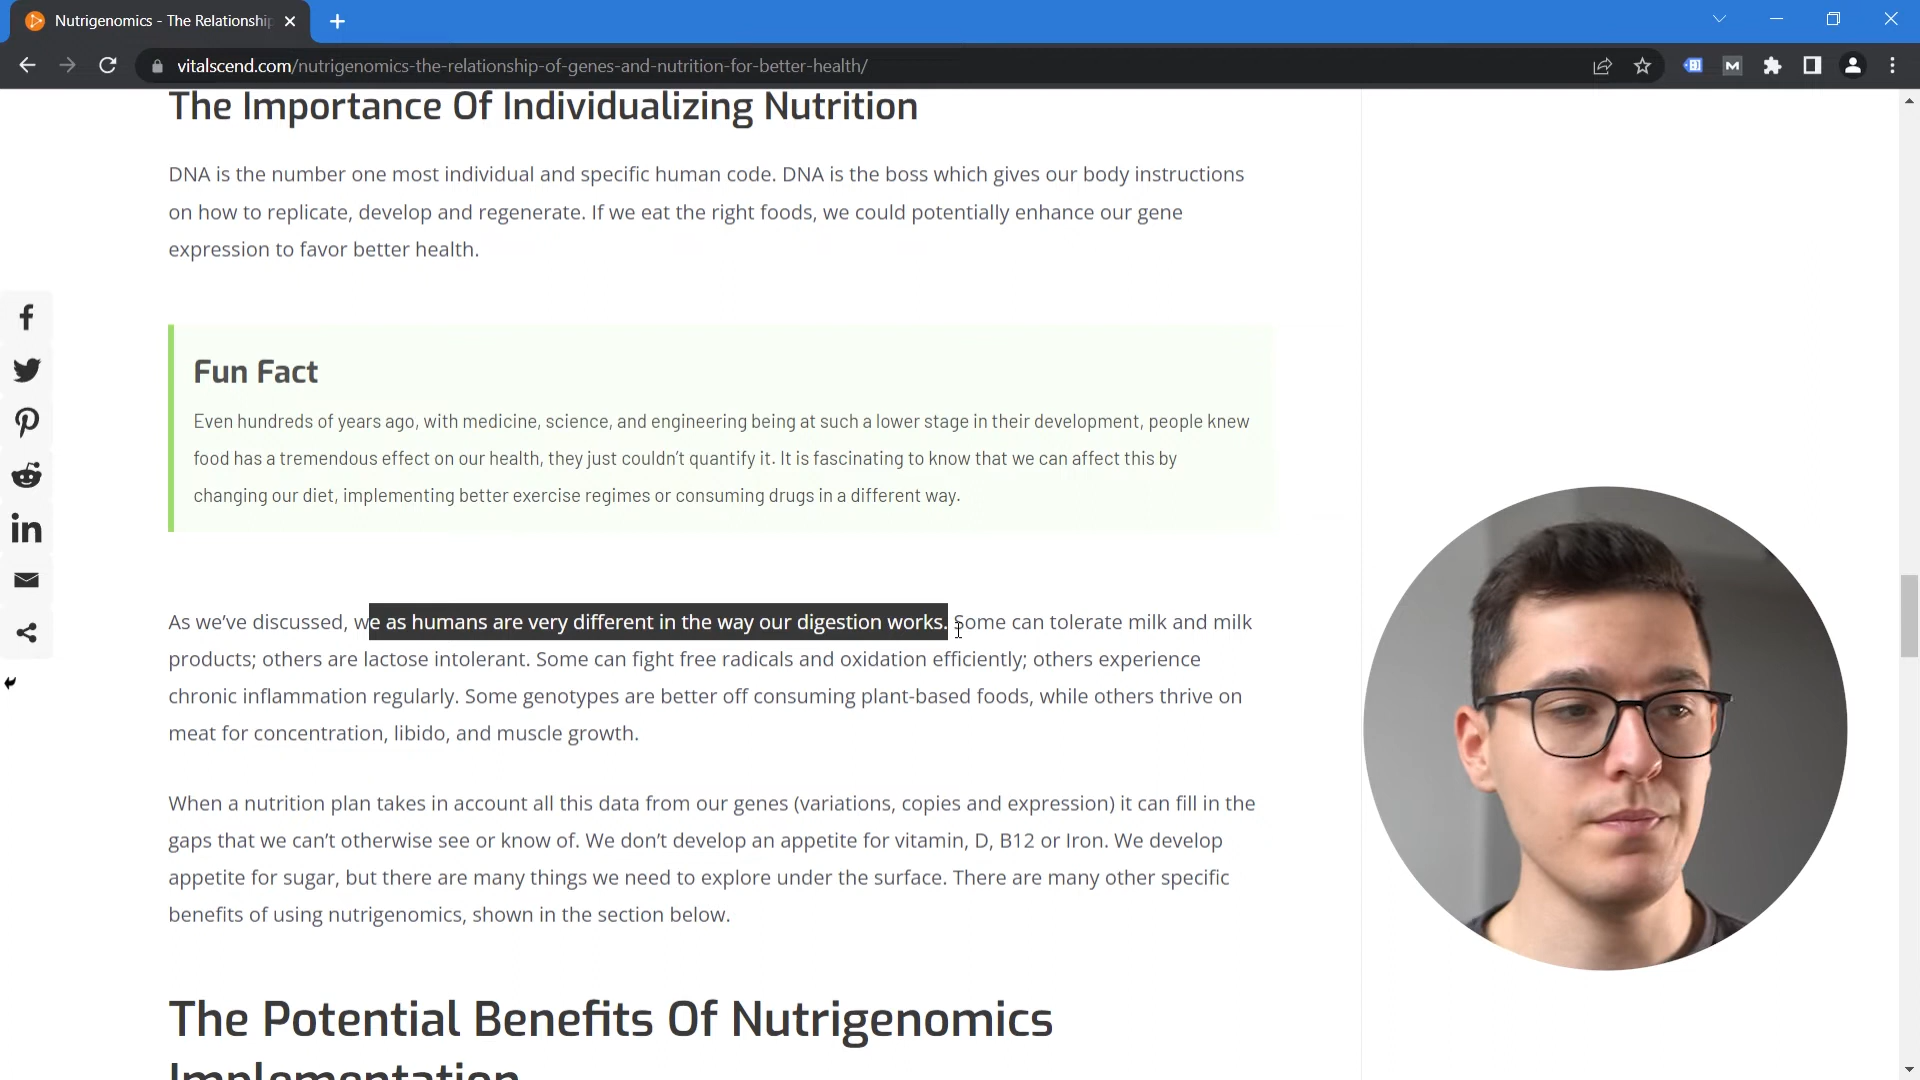 Nutrigenomics - The Relationship
vitalscend.com/nutrigenomics-the-relationship-of-genes-and-nutrition-for-better-health/
The Importance Of Individualizing Nutrition
DNA is the number one most individual and specific human code. DNA is the boss which gives our body instructions
on how to replicate, develop and regenerate. If we eat the right foods, we could potentially enhance our gene
expression to favor better health.
Fun Fact
Even hundreds of years ago, with medicine, science, and engineering being at such a lower stage in their development, people knew
food has a tremendous effect on our health, they just couldn't quantify it. It is fascinating to know that we can affect this by
changing our diet, implementing better exercise regimes or consuming drugs in a different way.
As we've discussed, we as humans are very different in the way our digestion works. Some can tolerate milk and milk
products; others are lactose intolerant. Some can fight free radicals and oxidation efficiently; others experience
chronic inflammation regularly. Some genotypes are better off consuming plant-based foods, while others thrive on
meat for concentration, libido, and muscle growth.
When a nutrition plan takes in account all this data from our genes (variations, copies and expression) it can fill in the
gaps that we can't otherwise see or know of. We don't develop an appetite for vitamin, D, B12 or Iron. We develop
appetite for sugar, but there are many things we need to explore under the surface. There are many other specific
benefits of using nutrigenomics, shown in the section below.
The Potential Benefits Of Nutrigenomics
Implementation